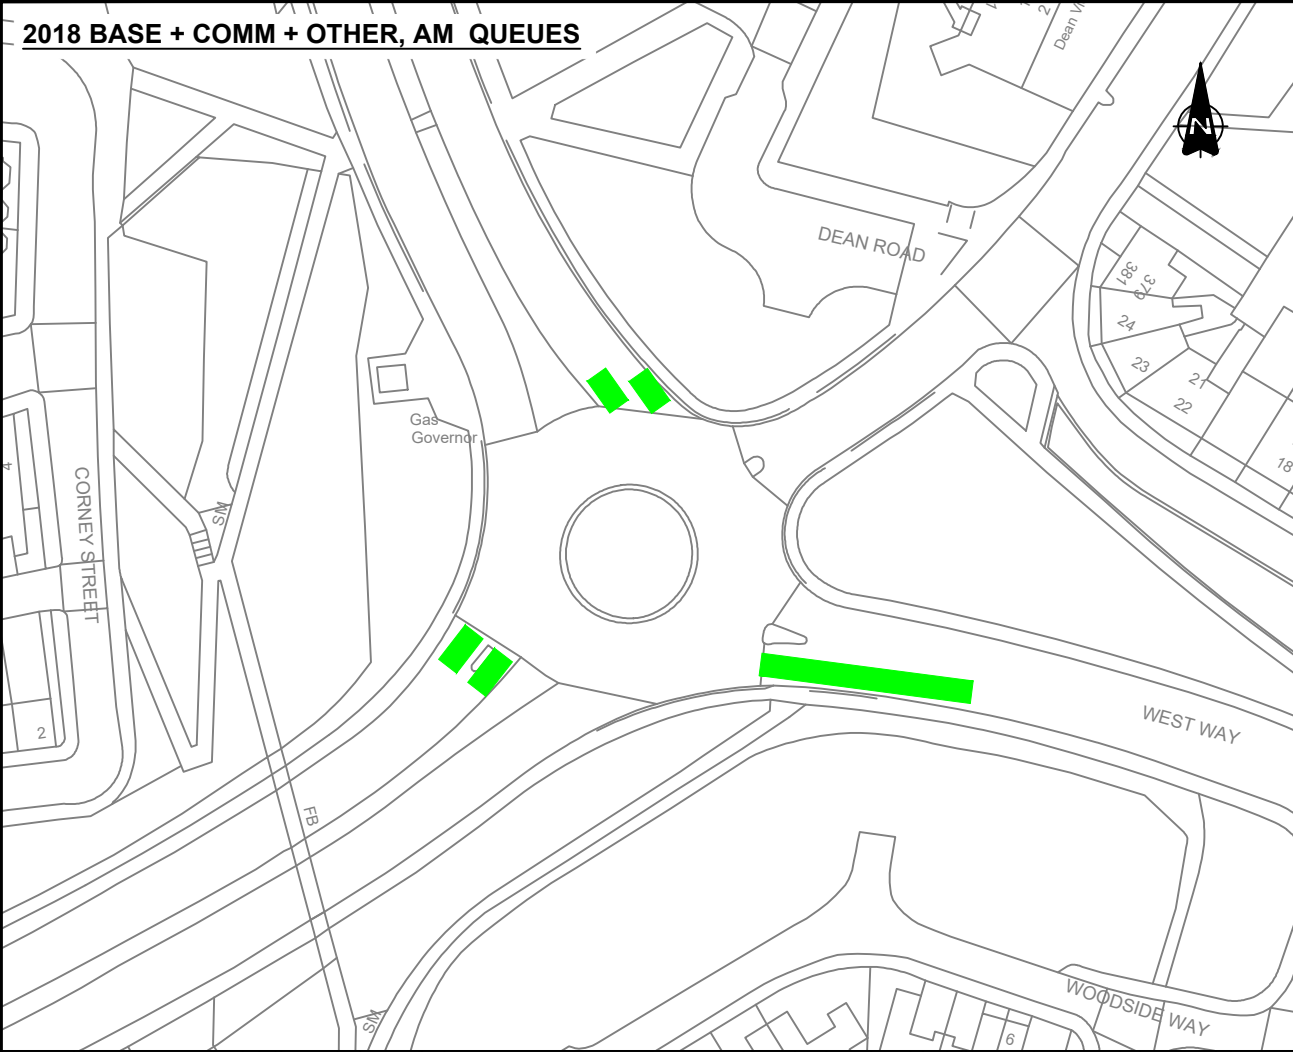 2018 BASE + COMM + OTHER, AM QUEUES
N
DEAN ROAD
381
379
24
23
21
22
18
Gas
Governor
4
CORNEY STREET
SM
2
WEST WAY
FB
WOODSIDE WAY
SM
6
2